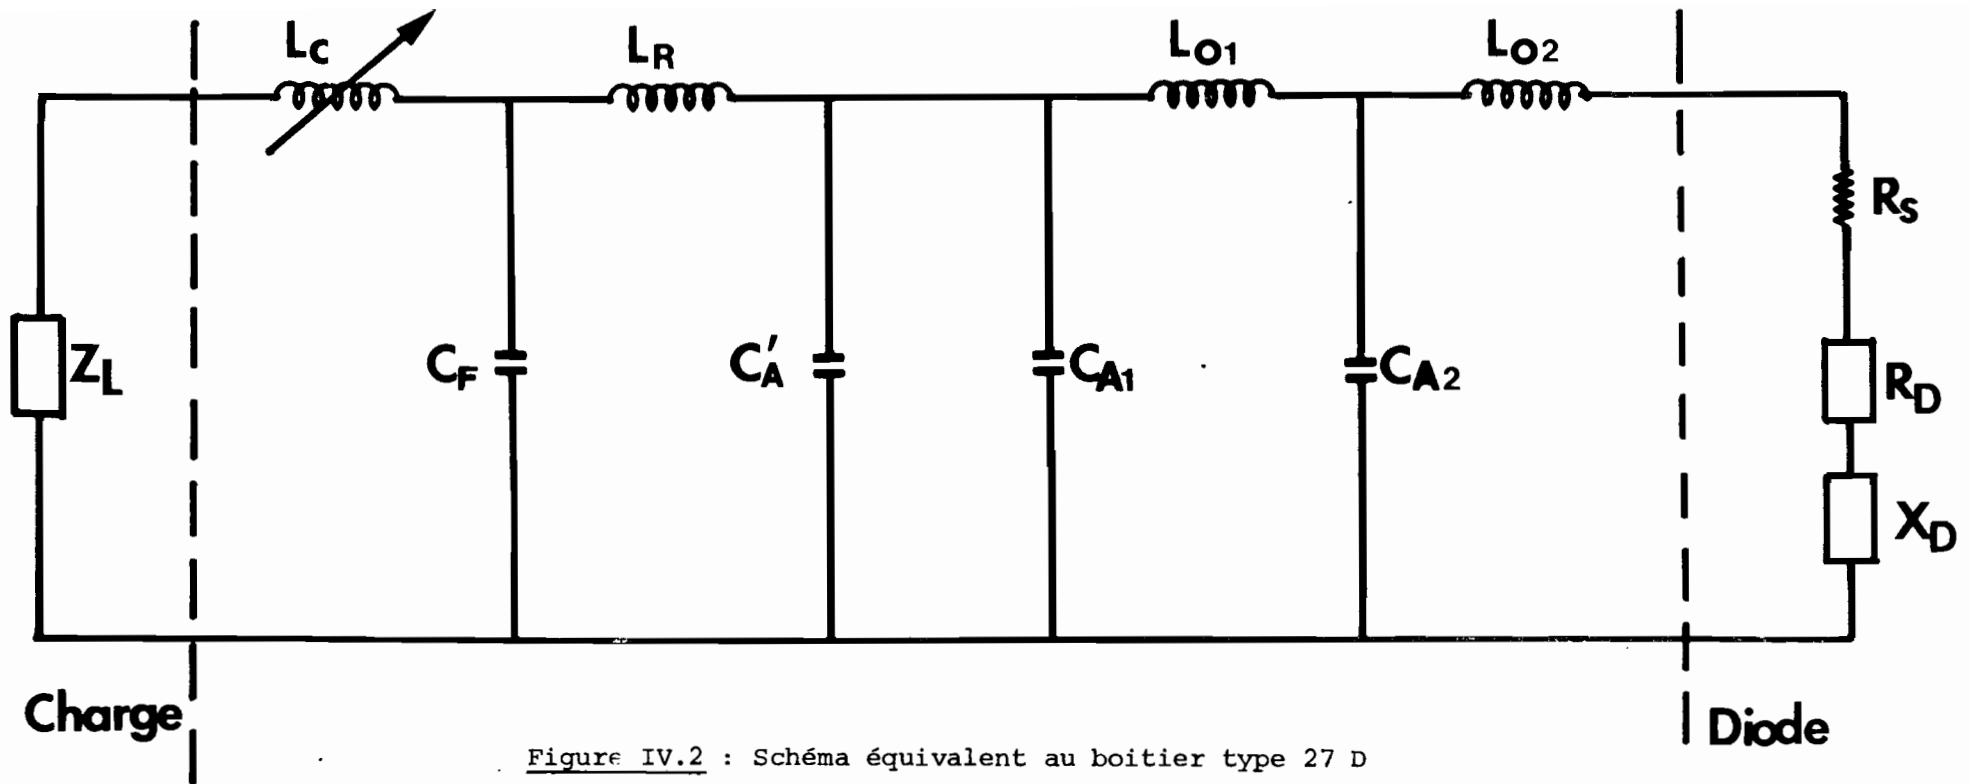 LC
LR
LO1
LO2
RS
ZL
CF
C'A
CA1
CA2
RD
XD
Charge
Diode
Figure IV.2 : Schéma équivalent au boitier type 27 D